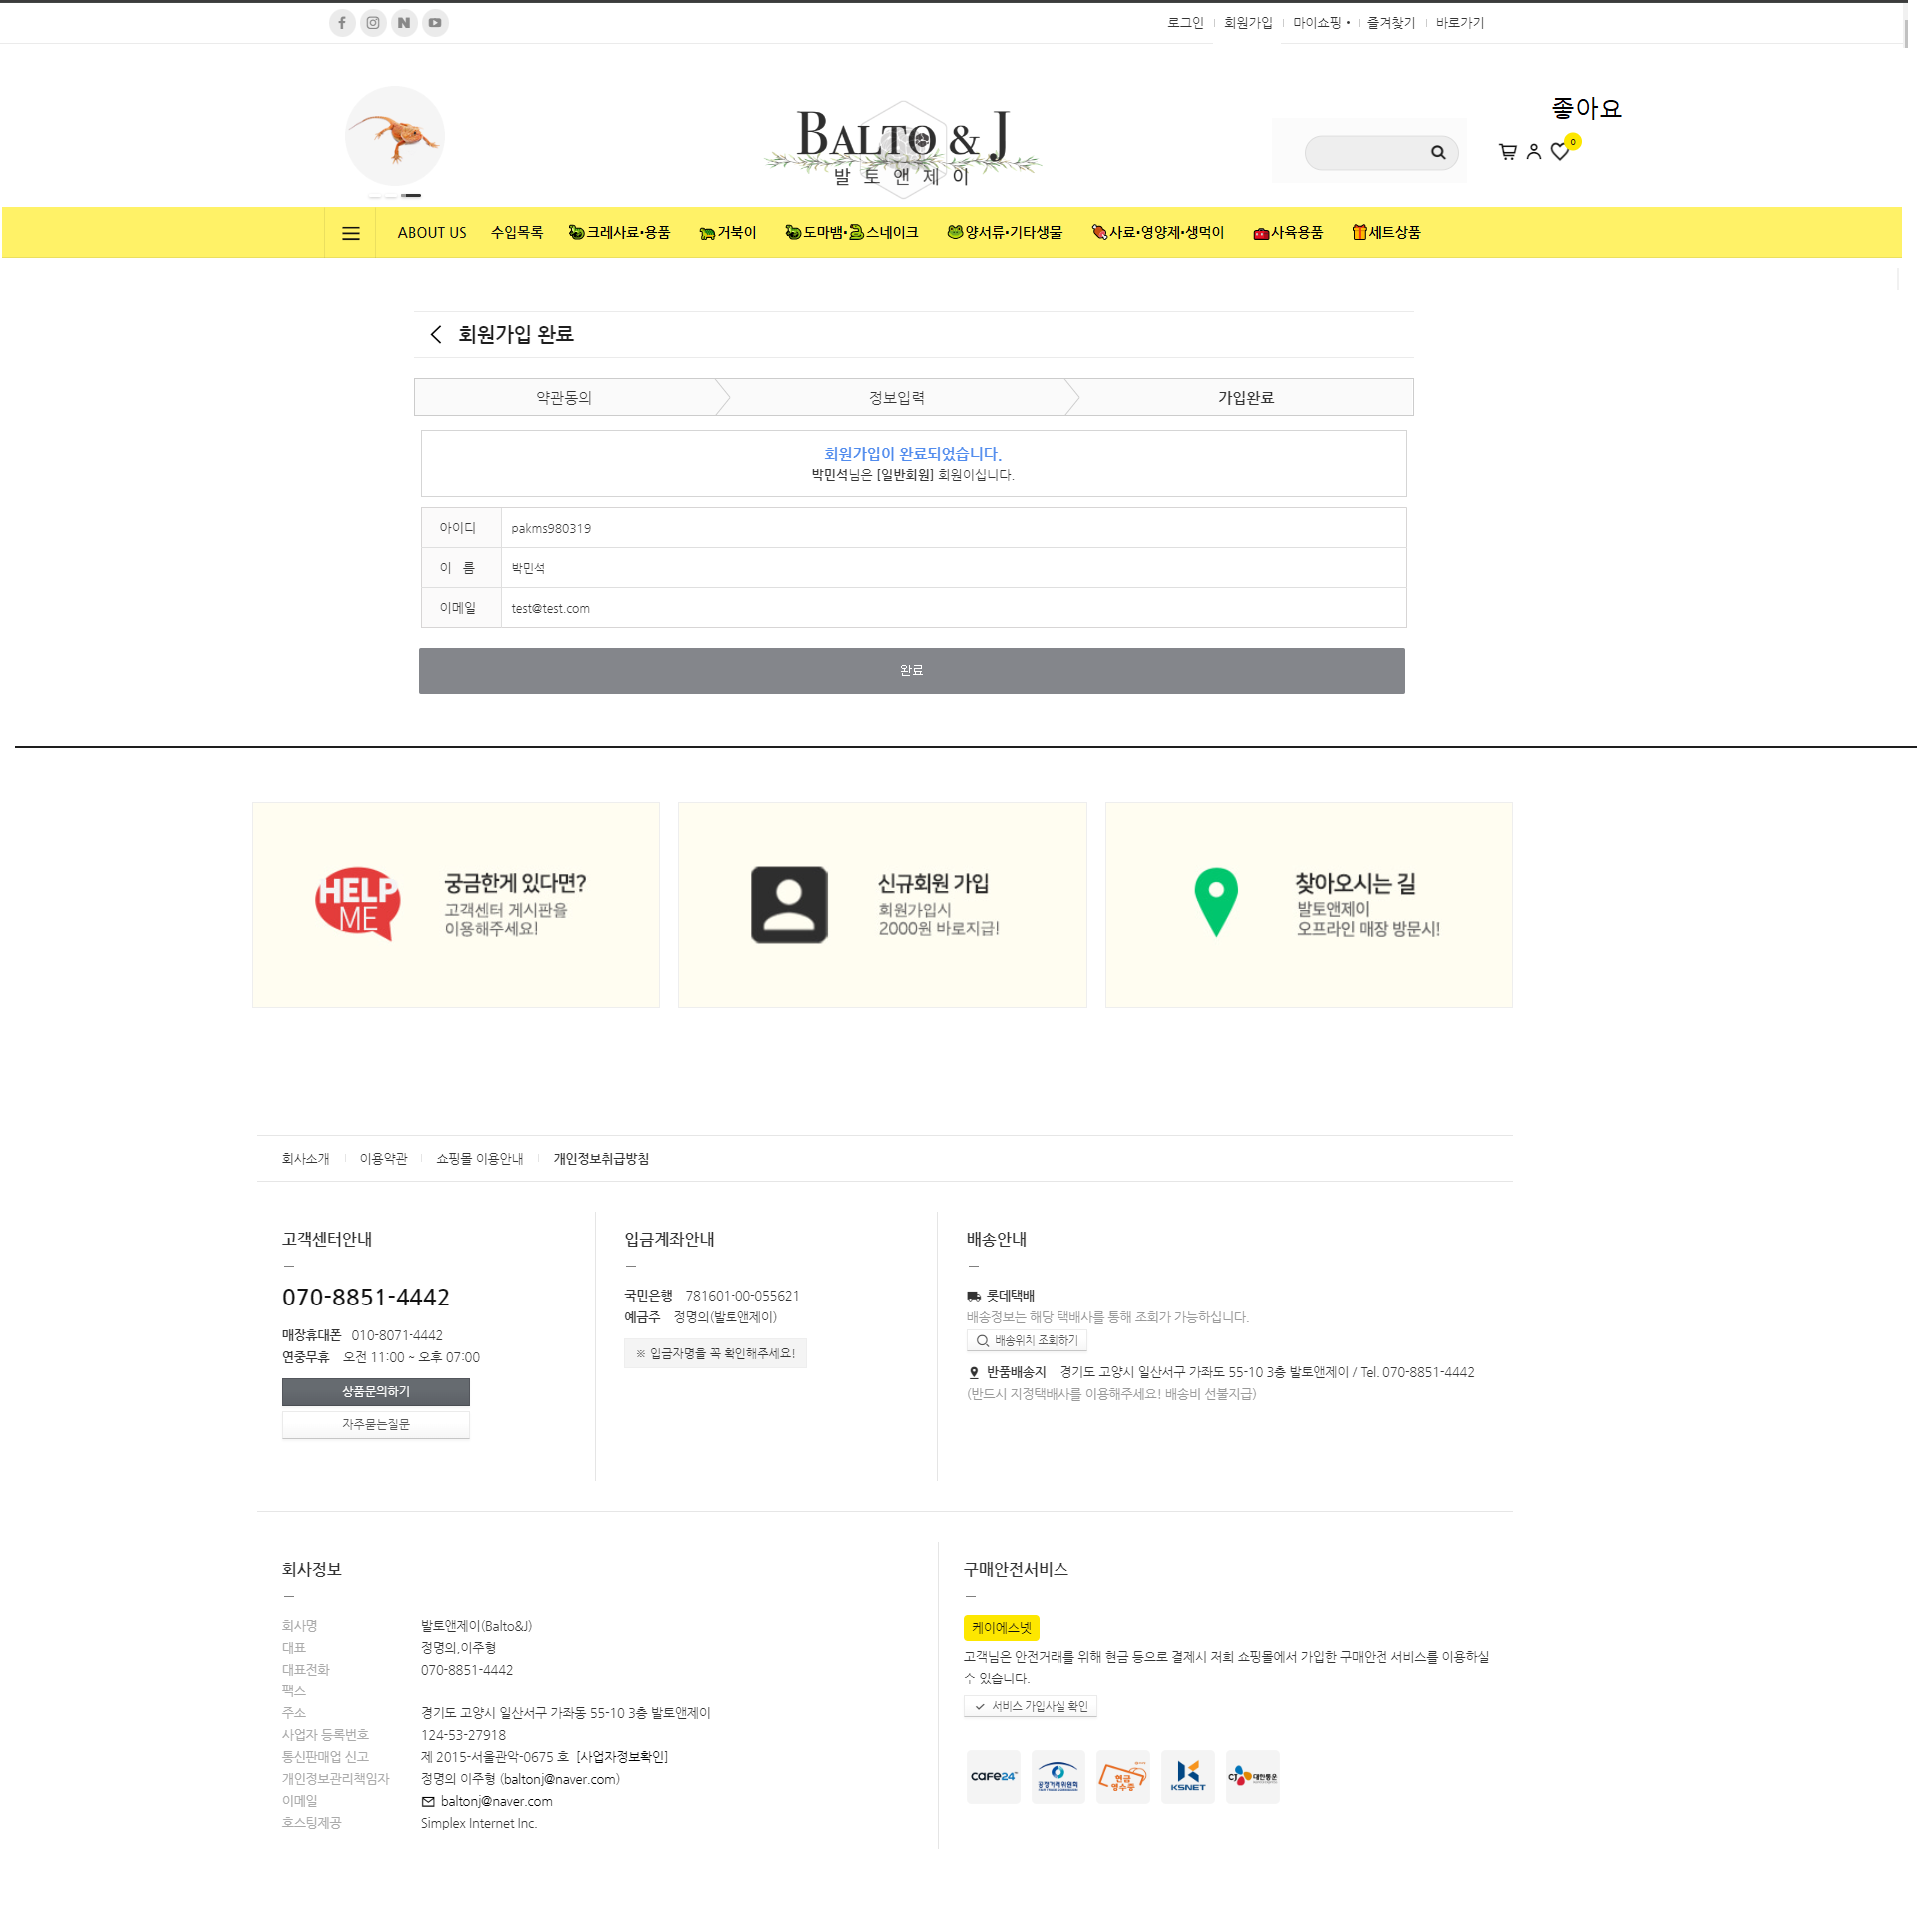 로그인 회원가입 마이쇼핑 • 즐겨찾기 바로가기
좋아요
BALTO & J
발토앤제이
0
ABOUT US 수입목록 크레사료•용품 거북이 도마뱀•스네이크 양서류•기타생물 사료•영양제•생먹이 사육용품 세트상품
회원가입 완료
약관동의 정보입력 가입완료
회원가입이 완료되었습니다.
박민석님은 [일반회원] 회원이십니다.
아이디 pakms980319
이 름 박민석
이메일 test@test.com
완료
HELP ME
궁금한게 있다면?
고객센터 게시판을
이용해주세요!
신규회원 가입
회원가입시
2000원 바로지급!
찾아오시는 길
발토앤제이
오프라인 매장 방문시!
회사소개 이용약관 쇼핑몰 이용안내 개인정보취급방침
고객센터안내
070-8851-4442
매장휴대폰 010-8071-4442
연중무휴 오전 11:00 ~ 오후 07:00
상품문의하기
자주묻는질문
입금계좌안내
국민은행 781601-00-055621
예금주 정명의(발토앤제이)
※ 입금자명을 꼭 확인해주세요!
배송안내
롯데택배
배송정보는 해당 택배사를 통해 조회가 가능하십니다.
배송위치 조회하기
반품배송지 경기도 고양시 일산서구 가좌도 55-10 3층 발토앤제이 / Tel. 070-8851-4442
(반드시 지정택배사를 이용해주세요! 배송비 선불지급)
회사정보
회사명 발토앤제이(Balto&J)
대표 정명의,이주형
대표전화 070-8851-4442
팩스
주소 경기도 고양시 일산서구 가좌동 55-10 3층 발토앤제이
사업자 등록번호 124-53-27918
통신판매업 신고 제 2015-서울관악-0675 호 [사업자정보확인]
개인정보관리책임자 정명의 이주형 (baltonj@naver.com)
이메일 baltonj@naver.com
호스팅제공 Simplex Internet Inc.
구매안전서비스
케이에스넷
고객님은 안전거래를 위해 현금 등으로 결제시 저희 쇼핑몰에서 가입한 구매안전 서비스를 이용하실
수 있습니다.
서비스 가입사실 확인
cafe24 공정거래위원회 현금영수증 KSNET CJ대한통운